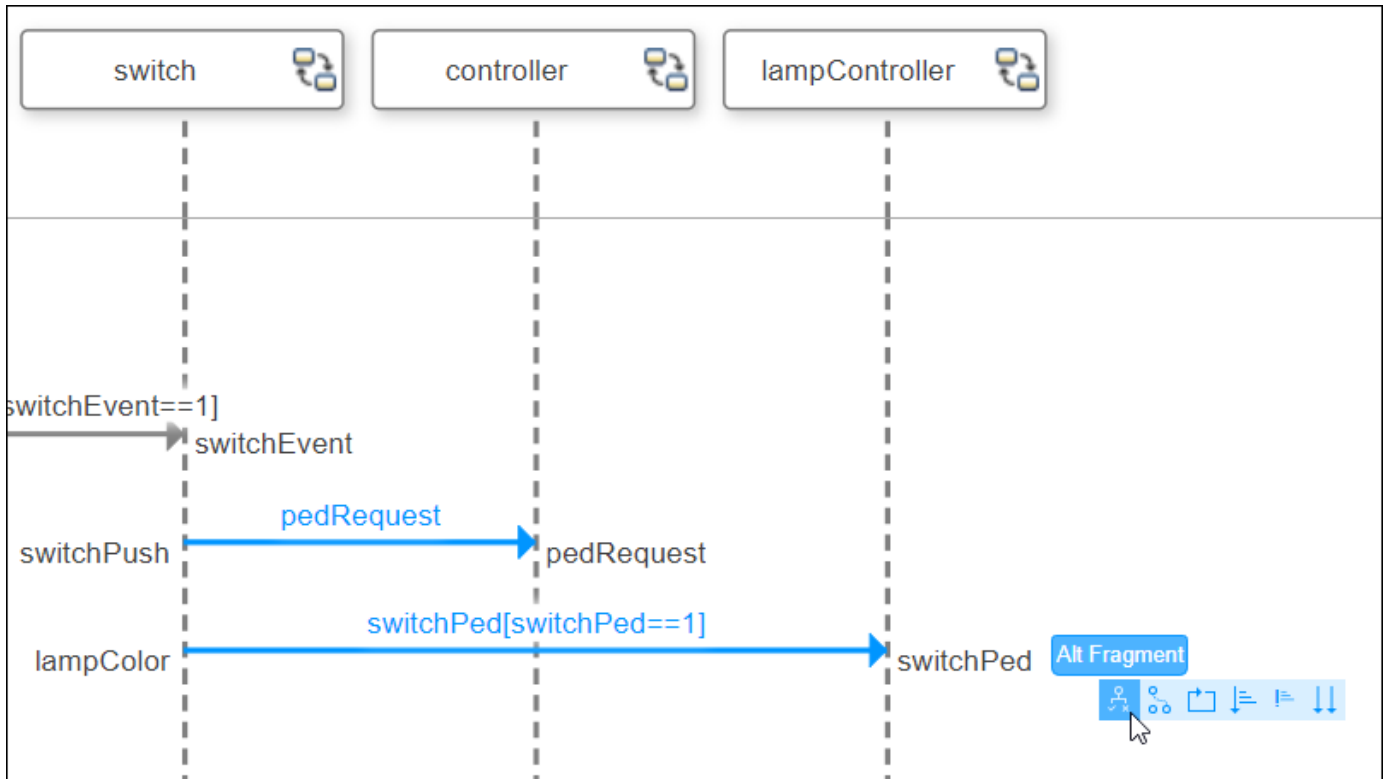 switch
controller
lampController
switchEvent==1]
switchEvent
pedRequest
switchPush
pedRequest
switchPed[switchPed==1]
lampColor
switchPed
Alt Fragment